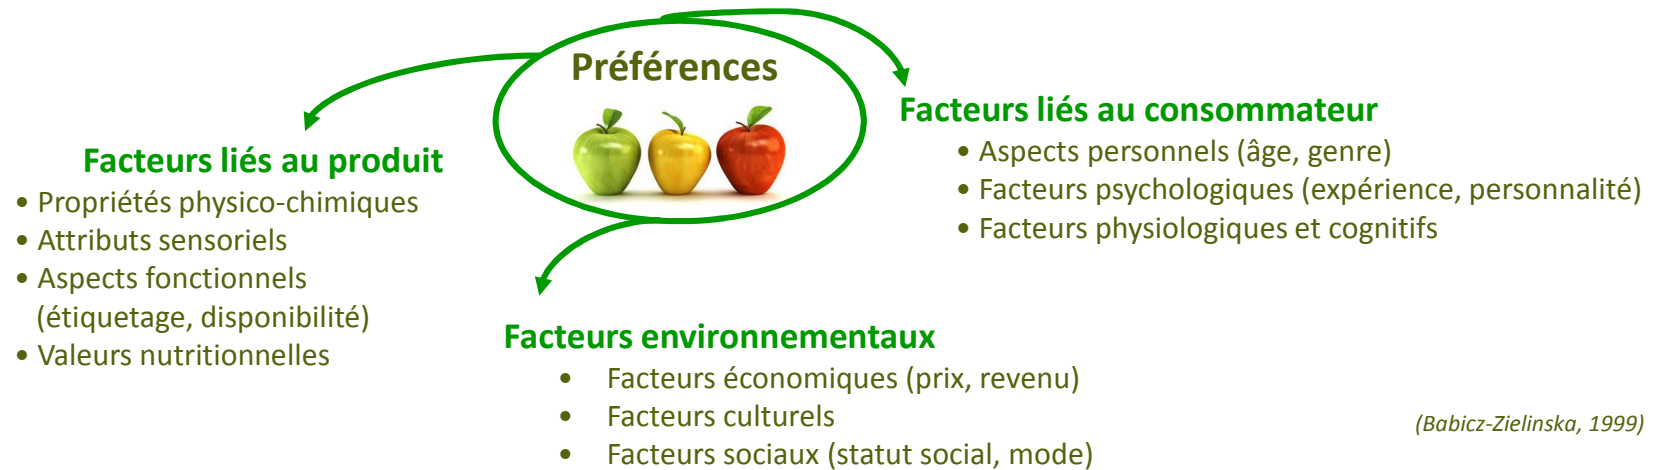 Préférences
Facteurs liés au produit
• Propriétés physico-chimiques
• Attributs sensoriels
• Aspects fonctionnels
(étiquetage, disponibilité)
• Valeurs nutritionnelles
Facteurs liés au consommateur
• Aspects personnels (âge, genre)
• Facteurs psychologiques (expérience, personnalité)
• Facteurs physiologiques et cognitifs
Facteurs environnementaux
• Facteurs économiques (prix, revenu)
• Facteurs culturels
• Facteurs sociaux (statut social, mode)
(Babicz-Zielinska, 1999)